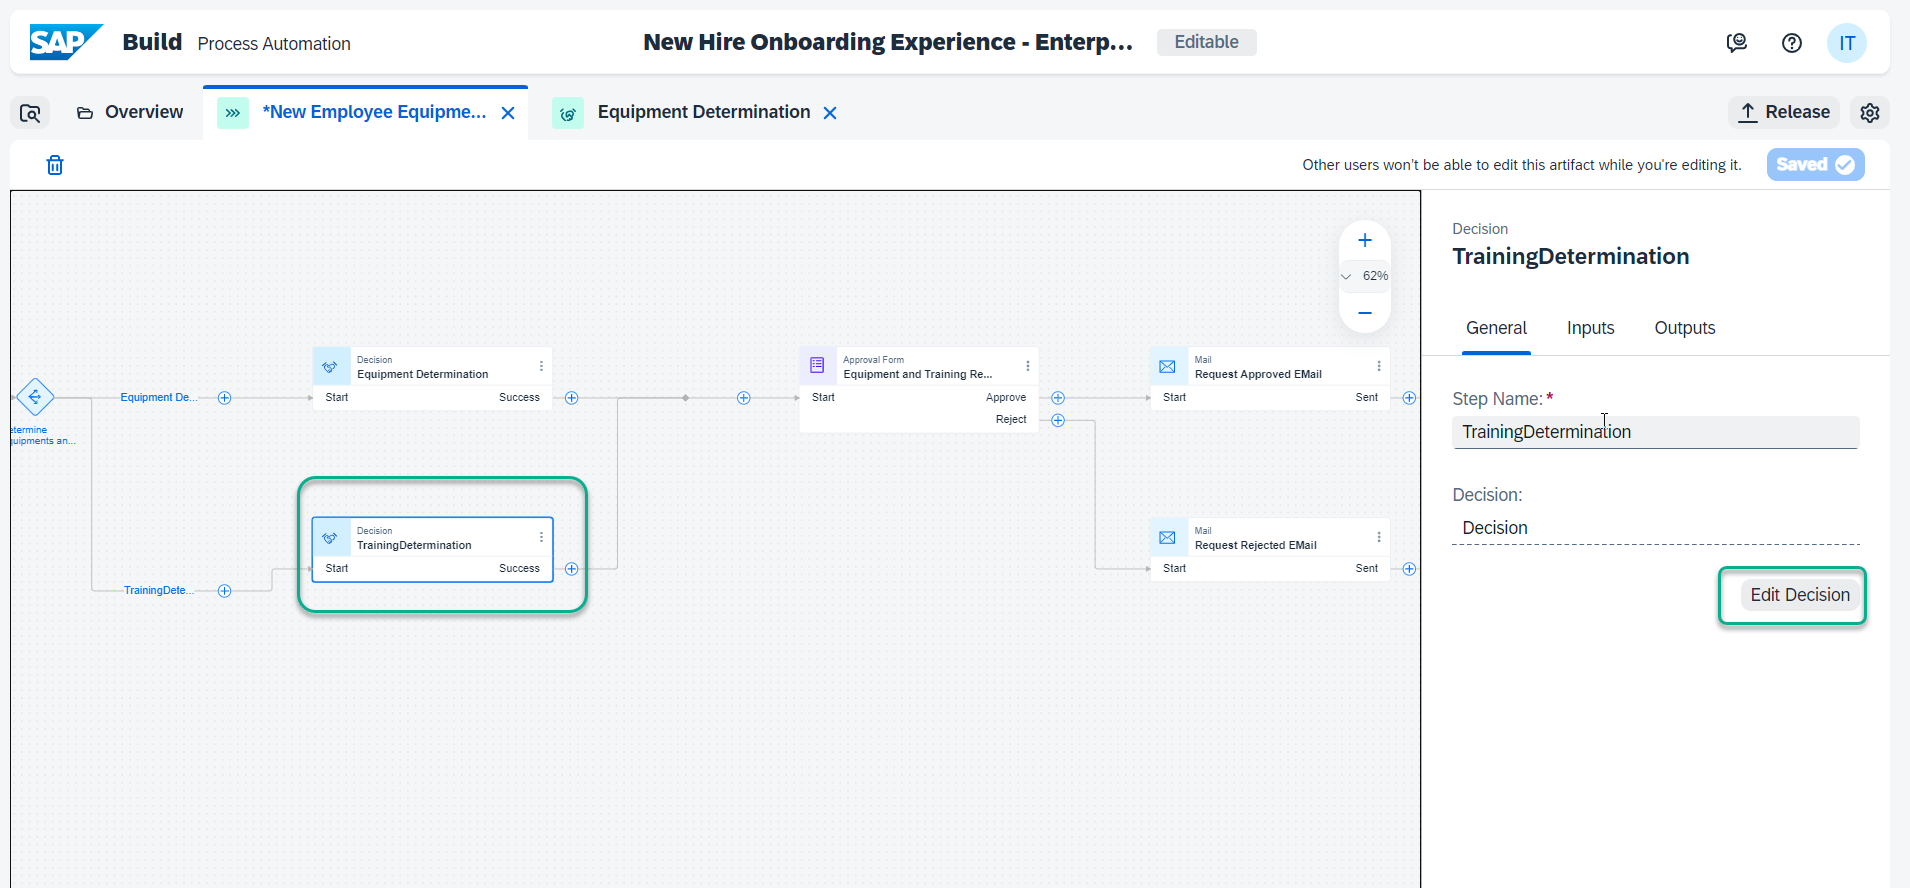 SAP Build Process Automation
New Hire Onboarding Experience - Enterp...
Editable
IT
Overview
*New Employee Equipme...
Equipment Determination
Release
Other users won't be able to edit this artifact while you're editing it.
Saved
62%
etermine
quipments an...
Equipment De...
Decision
Equipment Determination
Start Success
Approval Form
Equipment and Training Re...
Start Approve
Reject
Mail
Request Approved EMail
Start Sent
TrainingDete...
Decision
TrainingDetermination
Start Success
Mail
Request Rejected EMail
Start Sent
Decision
TrainingDetermination
General Inputs Outputs
Step Name: *
TrainingDetermination
Decision:
Decision
Edit Decision